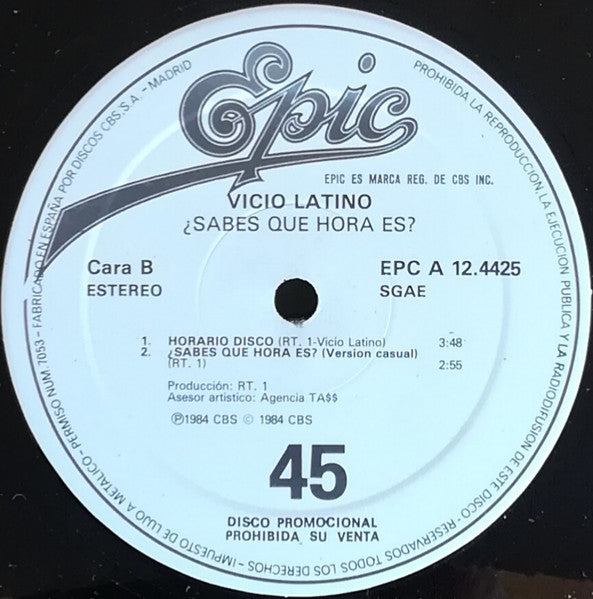 PERMISO NUM. 7053 - FABRICADO EN ESPAÑA POR DISCOS CBS, S.A. - MADRID
PROHIBIDA LA REPRODUCCION, LA EJECUCION PUBLICA Y LA RADIODIFUSION DE ESTE DISCO - RESERVADOS TODOS LOS DERECHOS - IMPUESTO DE LUJO A METALICO -
Epic
EPIC ES MARCA REG. DE CBS INC.
VICIO LATINO
¿SABES QUE HORA ES?
Cara B
EPC A 12.4425
ESTEREO
SGAE
1. HORARIO DISCO (RT. 1-Vicio Latino) 3:48
2. ¿SABES QUE HORA ES? (Version casual)
(RT. 1) 2:55
Producción: RT. 1
Asesor artistico: Agencia TA$$
Ⓟ1984 CBS © 1984 CBS
45
DISCO PROMOCIONAL
PROHIBIDA SU VENTA